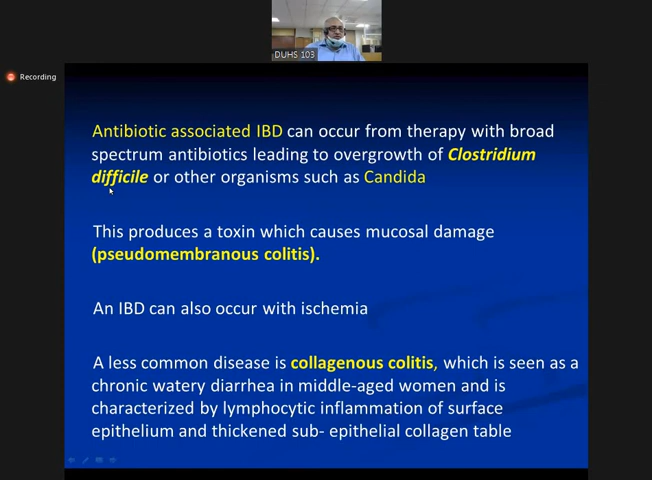 DUHS 103
Recording
Antibiotic associated IBD can occur from therapy with broad
spectrum antibiotics leading to overgrowth of Clostridium
difficile or other organisms such as Candida
This produces a toxin which causes mucosal damage
(pseudomembranous colitis).
An IBD can also occur with ischemia
A less common disease is collagenous colitis, which is seen as a
chronic watery diarrhea in middle-aged women and is
characterized by lymphocytic inflammation of surface
epithelium and thickened sub- epithelial collagen table